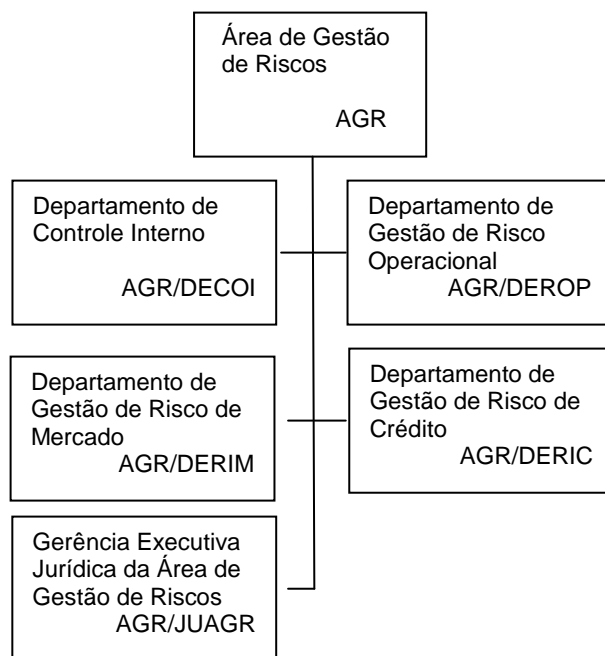 Área de Gestão
de Riscos
AGR
Departamento de
Controle Interno
AGR/DECOI
Departamento de
Gestão de Risco
Operacional
AGR/DEROP
Departamento de
Gestão de Risco de
Mercado
AGR/DERIM
Departamento de
Gestão de Risco de
Crédito
AGR/DERIC
Gerência Executiva
Jurídica da Área de
Gestão de Riscos
AGR/JUAGR